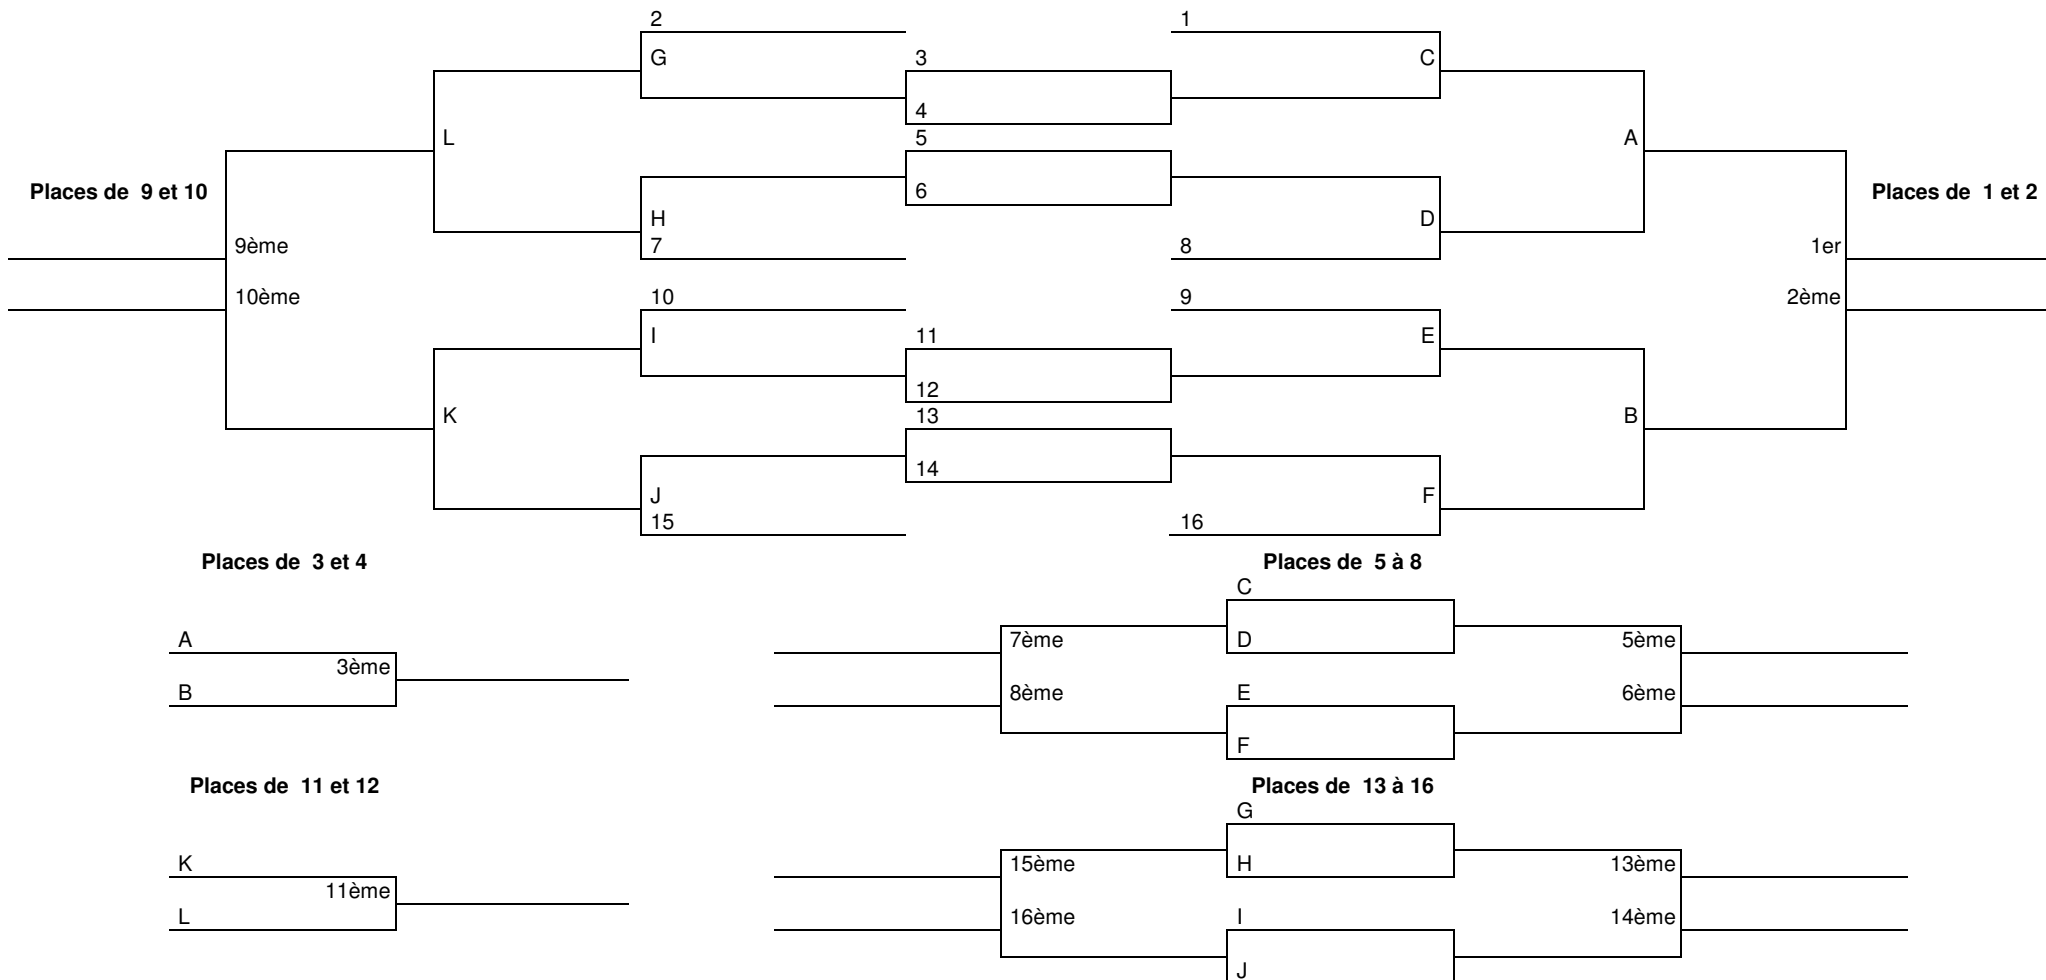 2 1
G 3 C
4
L 5 A
Places de  9 et 10 6 Places de  1 et 2
H D
9ème 7 8 1er
10ème 10 9 2ème
I 11 E
12
K 13 B
14
J F
15 16
Places de  3 et 4 Places de  5 à 8
C
A 7ème D 5ème
3ème
B 8ème E 6ème
F
Places de  11 et 12 Places de  13 à 16
G
K 15ème H 13ème
11ème
L 16ème I 14ème
J